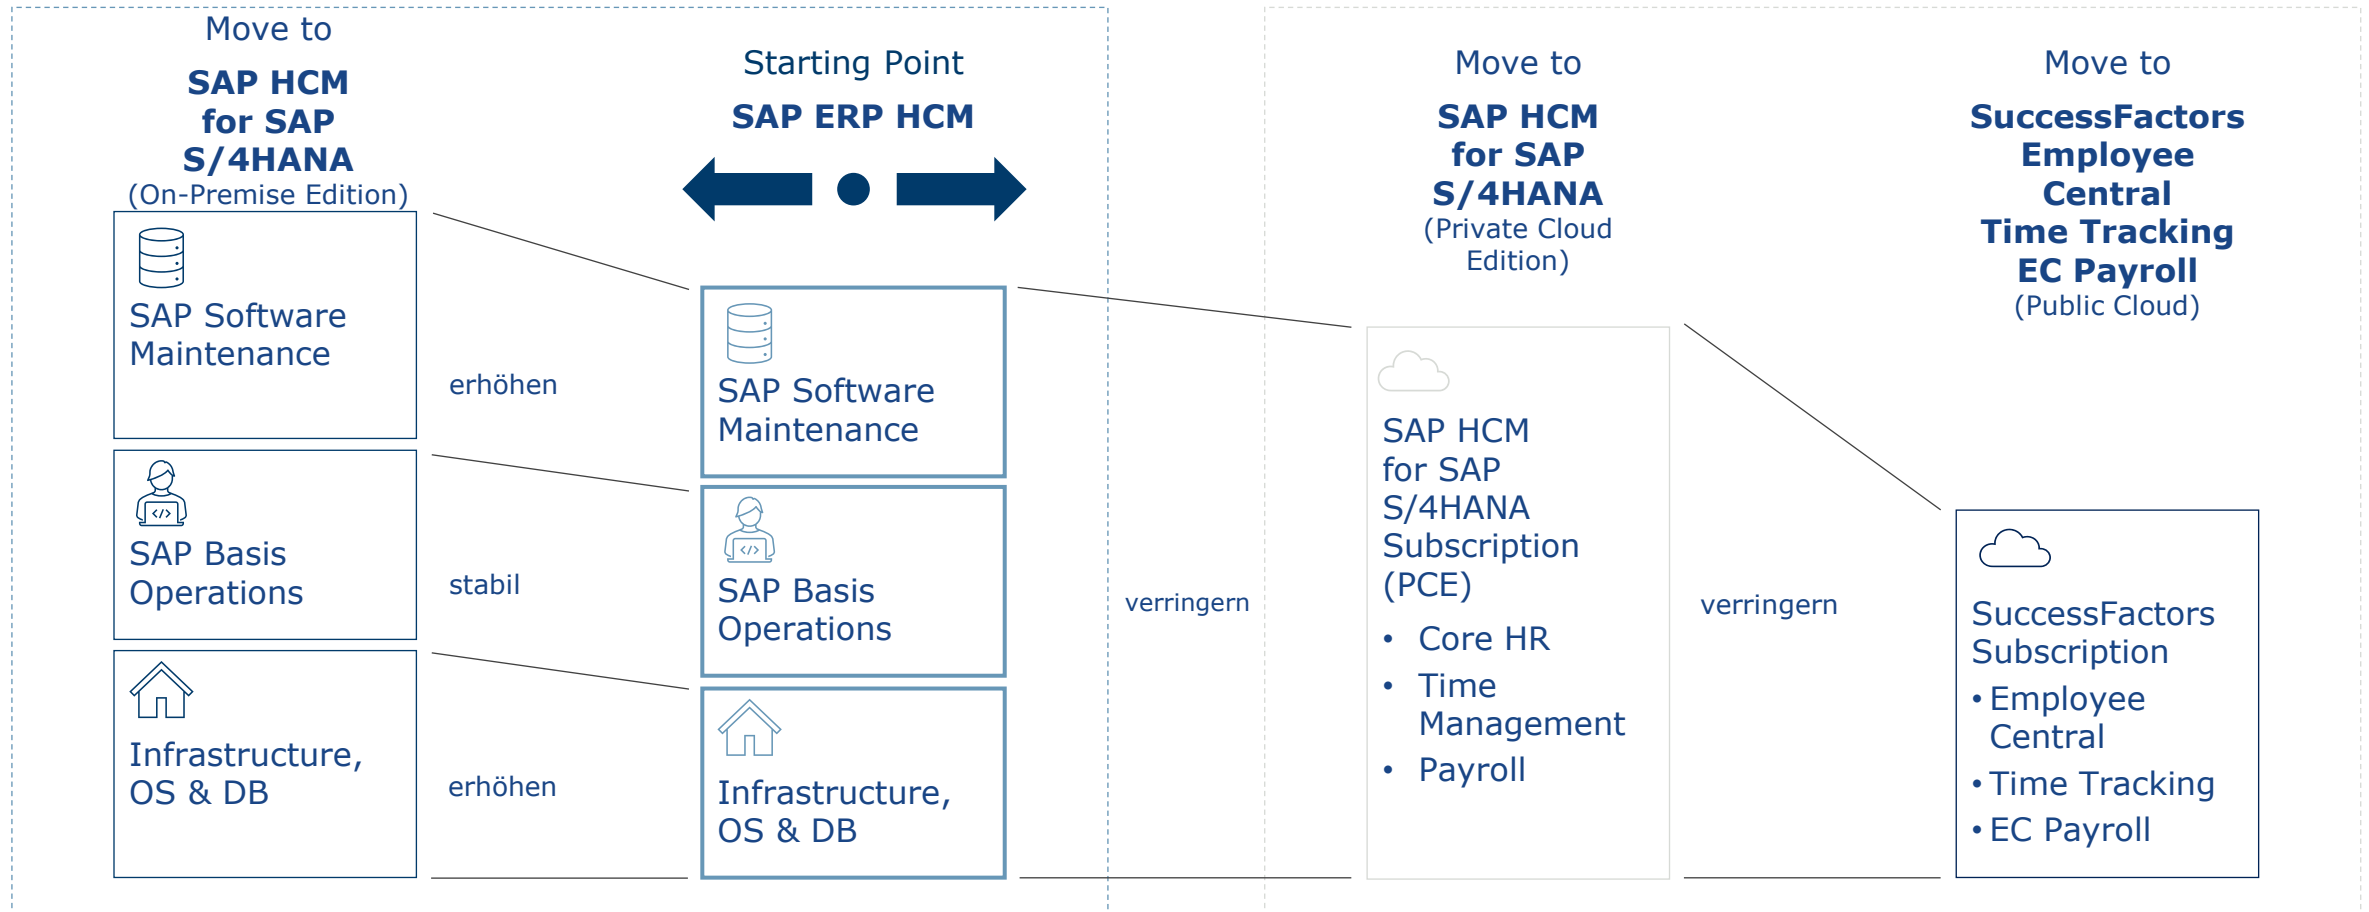 Move to
SAP HCM
for SAP
S/4HANA
(On-Premise Edition)
SAP Software
Maintenance
SAP Basis
Operations
Infrastructure,
OS & DB
erhöhen
stabil
erhöhen
Starting Point
SAP ERP HCM
SAP Software
Maintenance
SAP Basis
Operations
Infrastructure,
OS & DB
verringern
Move to
SAP HCM
for SAP
S/4HANA
(Private Cloud
Edition)
SAP HCM
for SAP
S/4HANA
Subscription
(PCE)
• Core HR
• Time
Management
• Payroll
verringern
Move to
SuccessFactors
Employee
Central
Time Tracking
EC Payroll
(Public Cloud)
SuccessFactors
Subscription
• Employee
Central
• Time Tracking
• EC Payroll